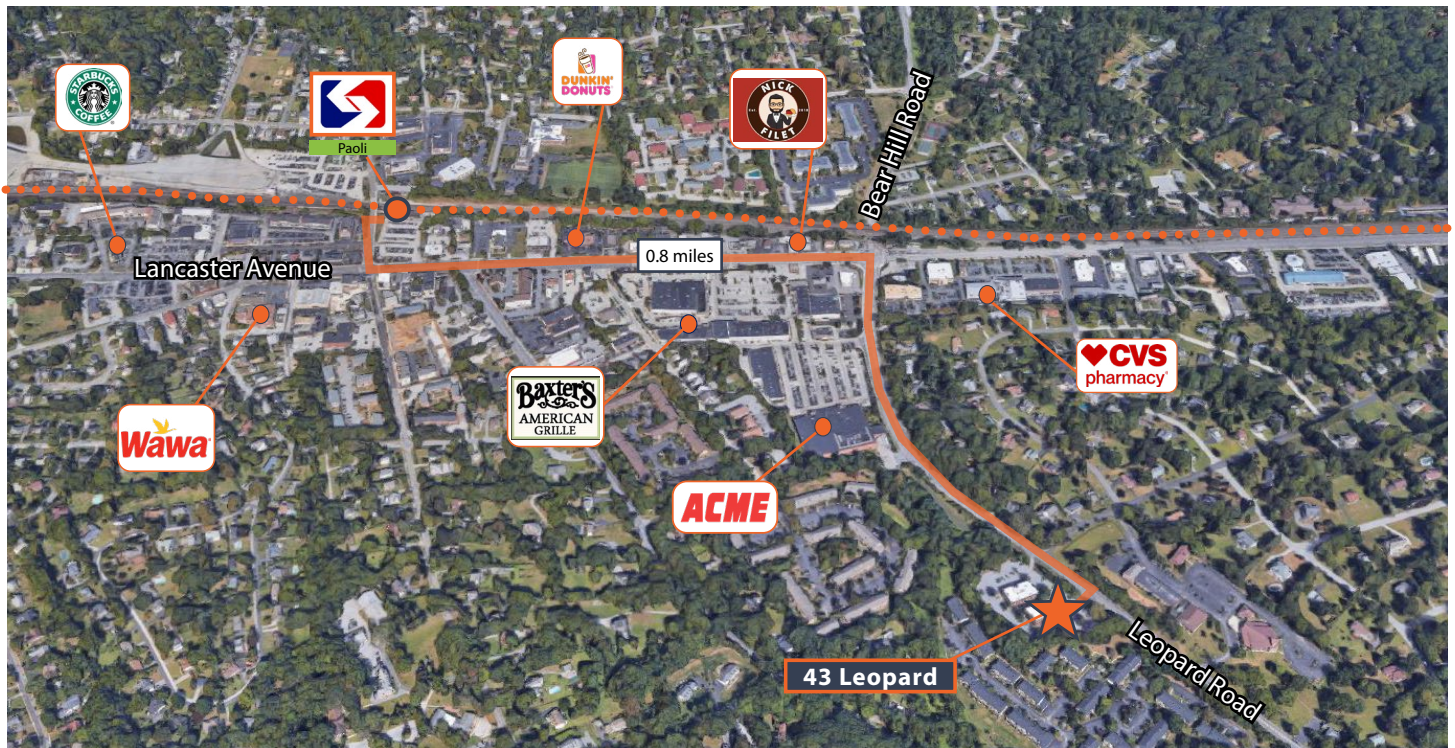 STARBUCKS
COFFEE
Paoli
DUNKIN'
DONUTS
NICK
FILET
Bear Hill Road
Lancaster Avenue
0.8 miles
Wawa
Baxter's
AMERICAN
GRILLE
CVS
pharmacy
ACME
43 Leopard
Leopard Road